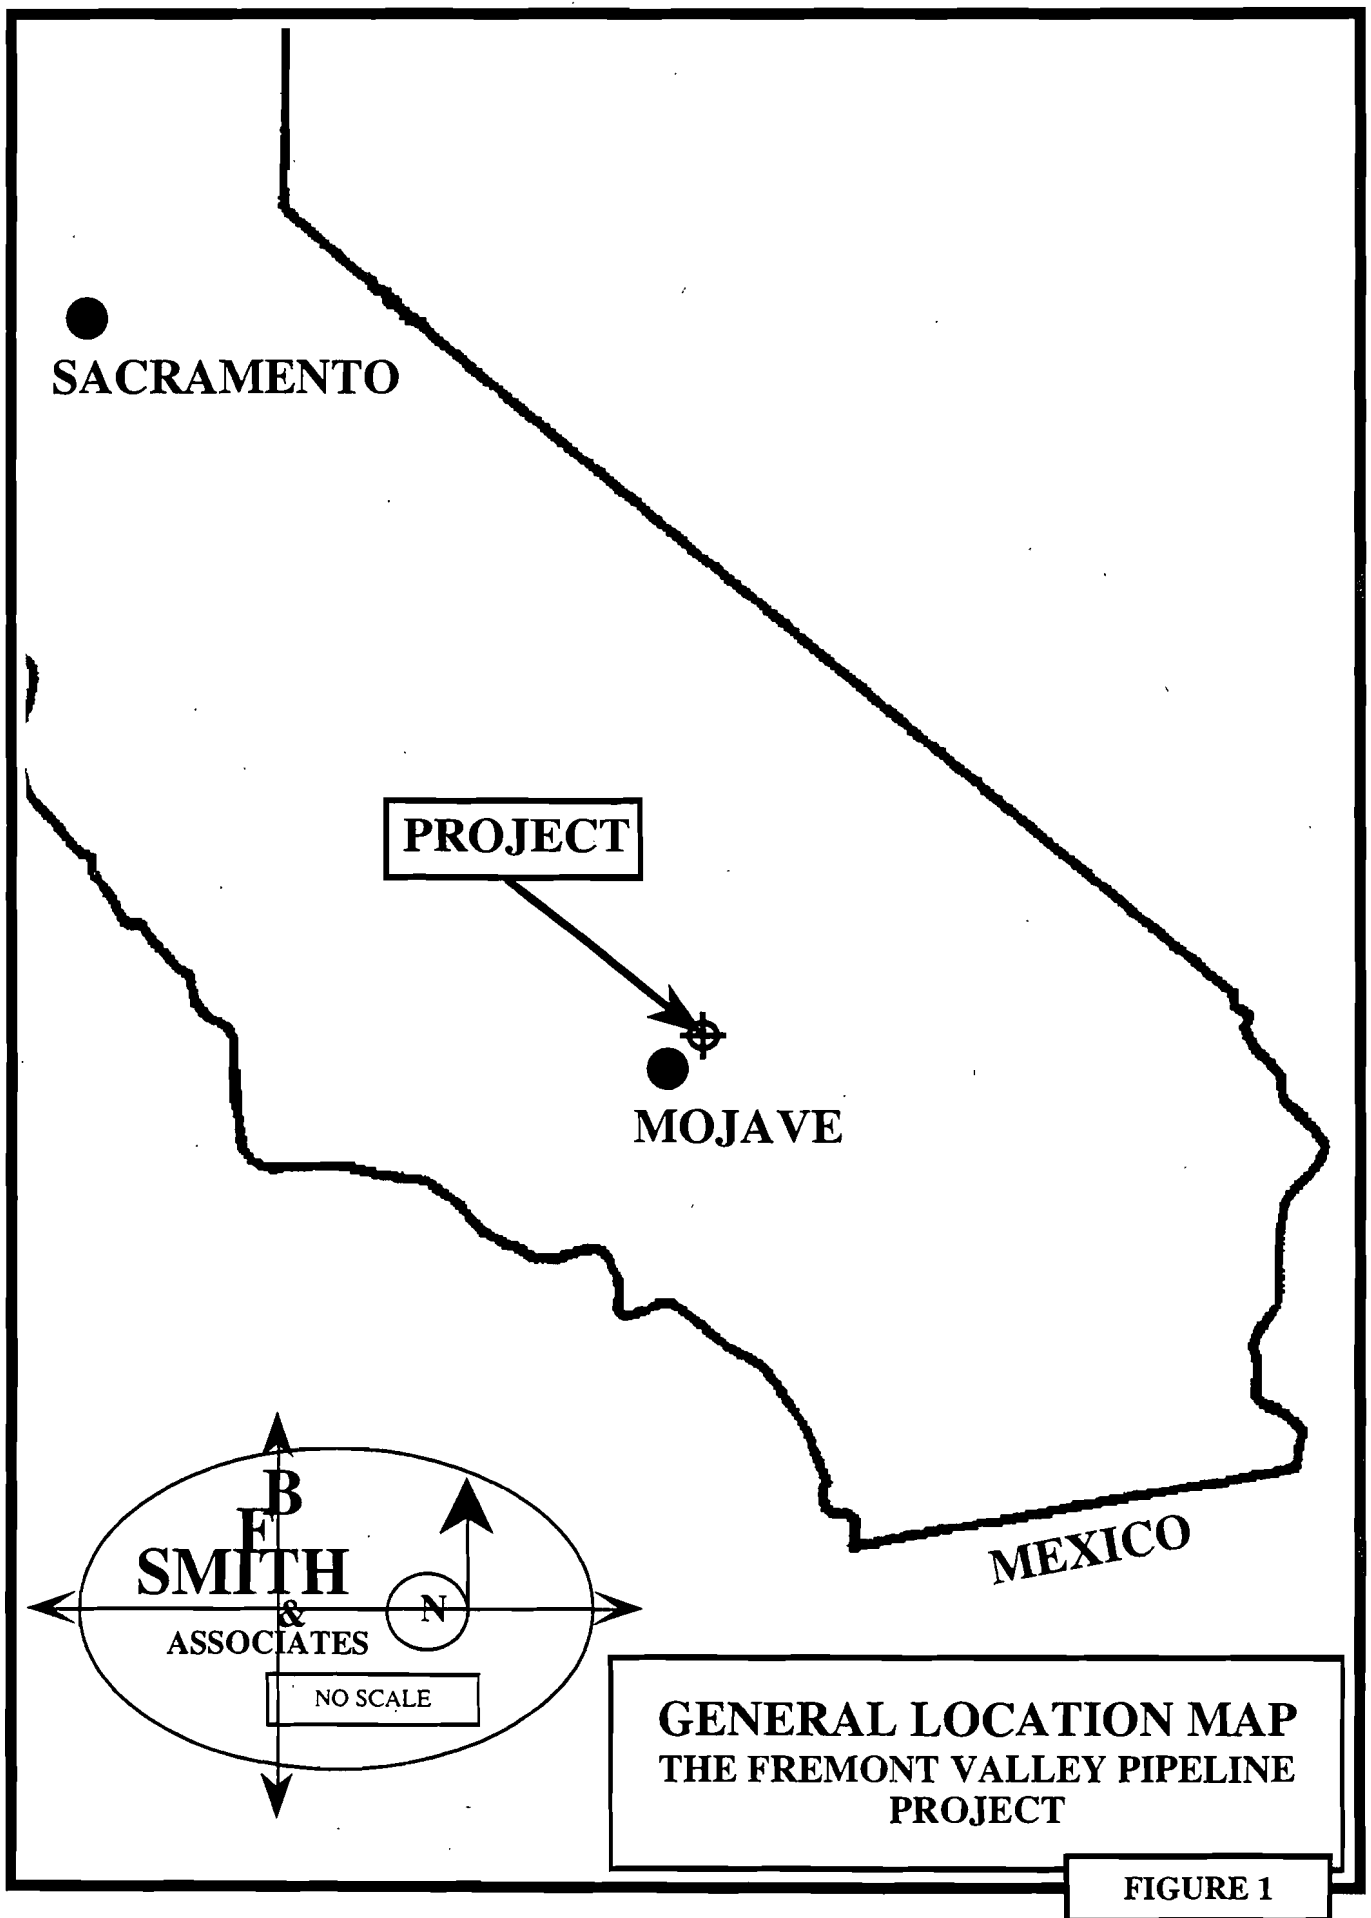 SACRAMENTO
PROJECT
MOJAVE
MEXICO
B
F
SMITH
&
ASSOCIATES
N
NO SCALE
GENERAL LOCATION MAP
THE FREMONT VALLEY PIPELINE
PROJECT
FIGURE 1